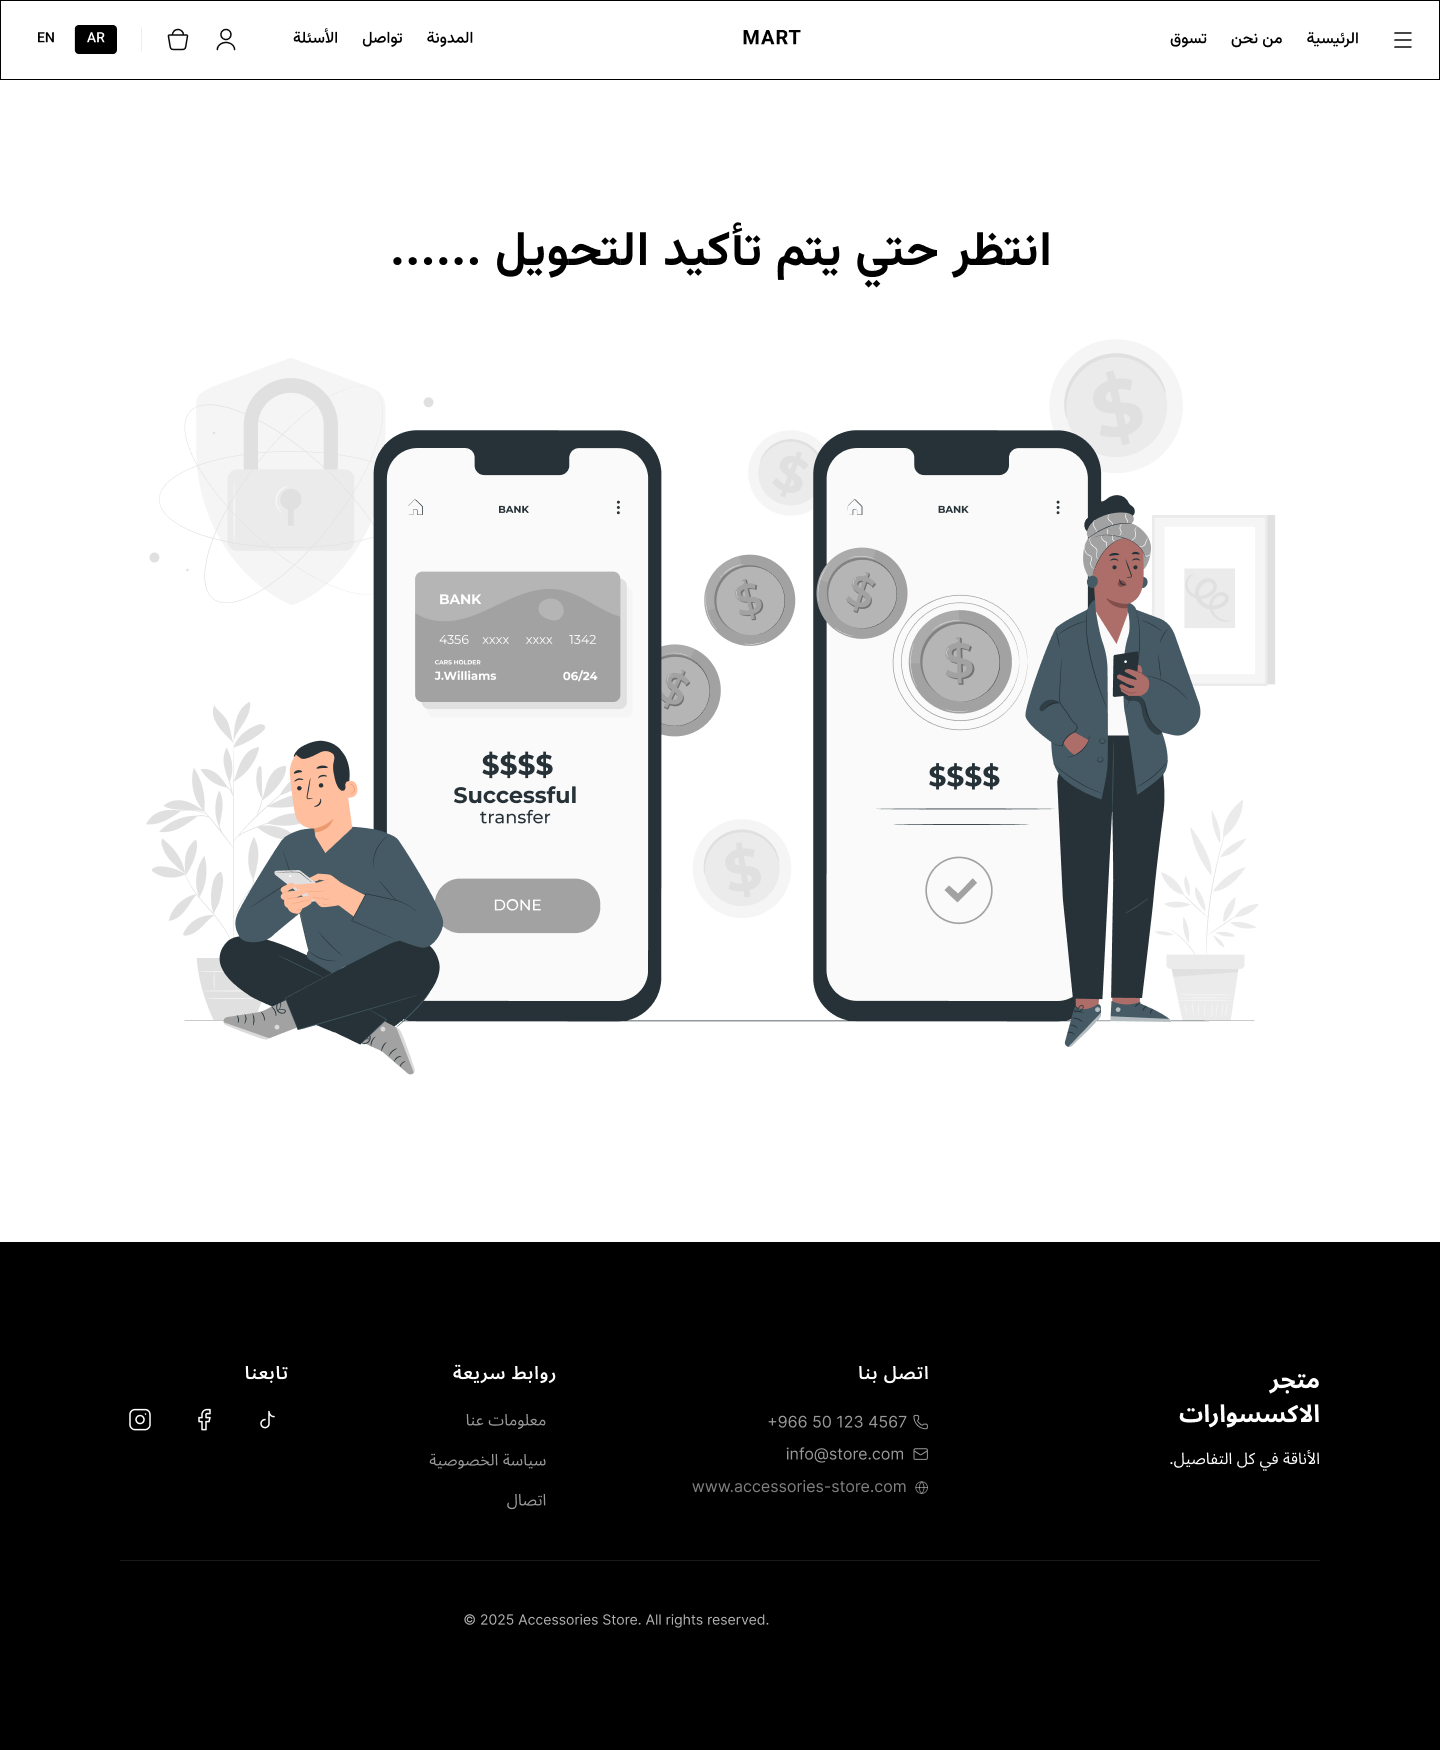 الرئيسية من نحن تسوق
MART
المدونة تواصل الأسئلة
AR EN
انتظر حتي يتم تأكيد التحويل ......
BANK
BANK
4356 xxxx xxxx 1342
CARS HOLDER
J.Williams 06/24
$$$$
Successful
transfer
DONE
BANK
$$$$
متجر
الاكسسوارات
الأناقة في كل التفاصيل.
اتصل بنا
+966 50 123 4567
info@store.com
www.accessories-store.com
روابط سريعة
معلومات عنا
سياسة الخصوصية
اتصال
تابعنا
© 2025 Accessories Store. All rights reserved.